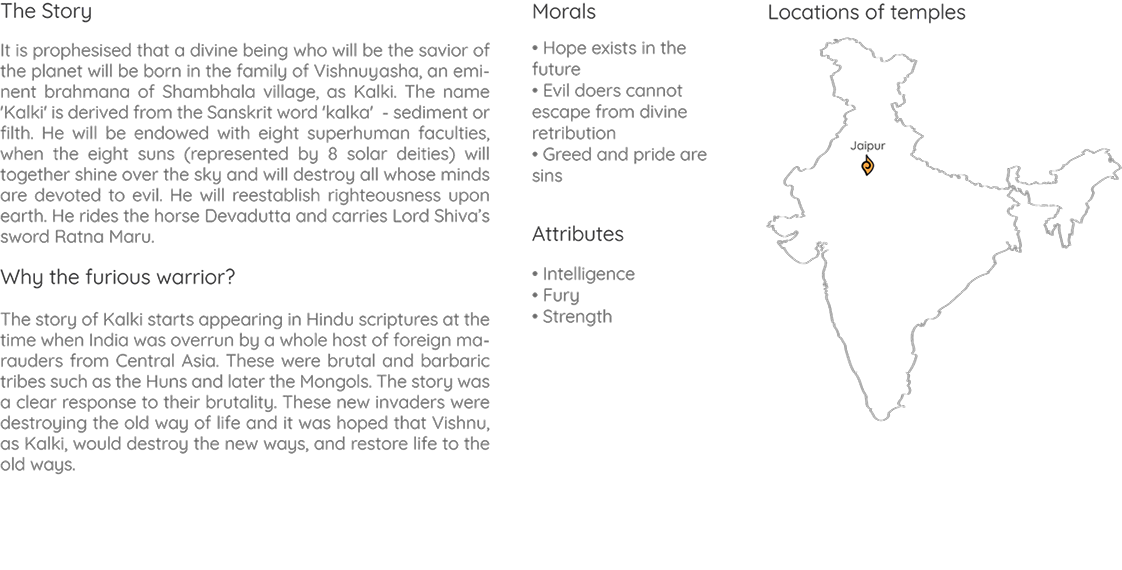 The Story
It is prophesised that a divine being who will be the savior of
the planet will be born in the family of Vishnuyasha, an emi-
nent brahmana of Shambhala village, as Kalki. The name
'Kalki' is derived from the Sanskrit word 'kalka'  - sediment or
filth. He will be endowed with eight superhuman faculties,
when the eight suns (represented by 8 solar deities) will
together shine over the sky and will destroy all whose minds
are devoted to evil. He will reestablish righteousness upon
earth. He rides the horse Devadutta and carries Lord Shiva’s
sword Ratna Maru.
Why the furious warrior?
The story of Kalki starts appearing in Hindu scriptures at the
time when India was overrun by a whole host of foreign ma-
rauders from Central Asia. These were brutal and barbaric
tribes such as the Huns and later the Mongols. The story was
a clear response to their brutality. These new invaders were
destroying the old way of life and it was hoped that Vishnu,
as Kalki, would destroy the new ways, and restore life to the
old ways.
Morals
• Hope exists in the
future
• Evil doers cannot
escape from divine
retribution
• Greed and pride are
sins
Attributes
• Intelligence
• Fury
• Strength
Locations of temples
Jaipur